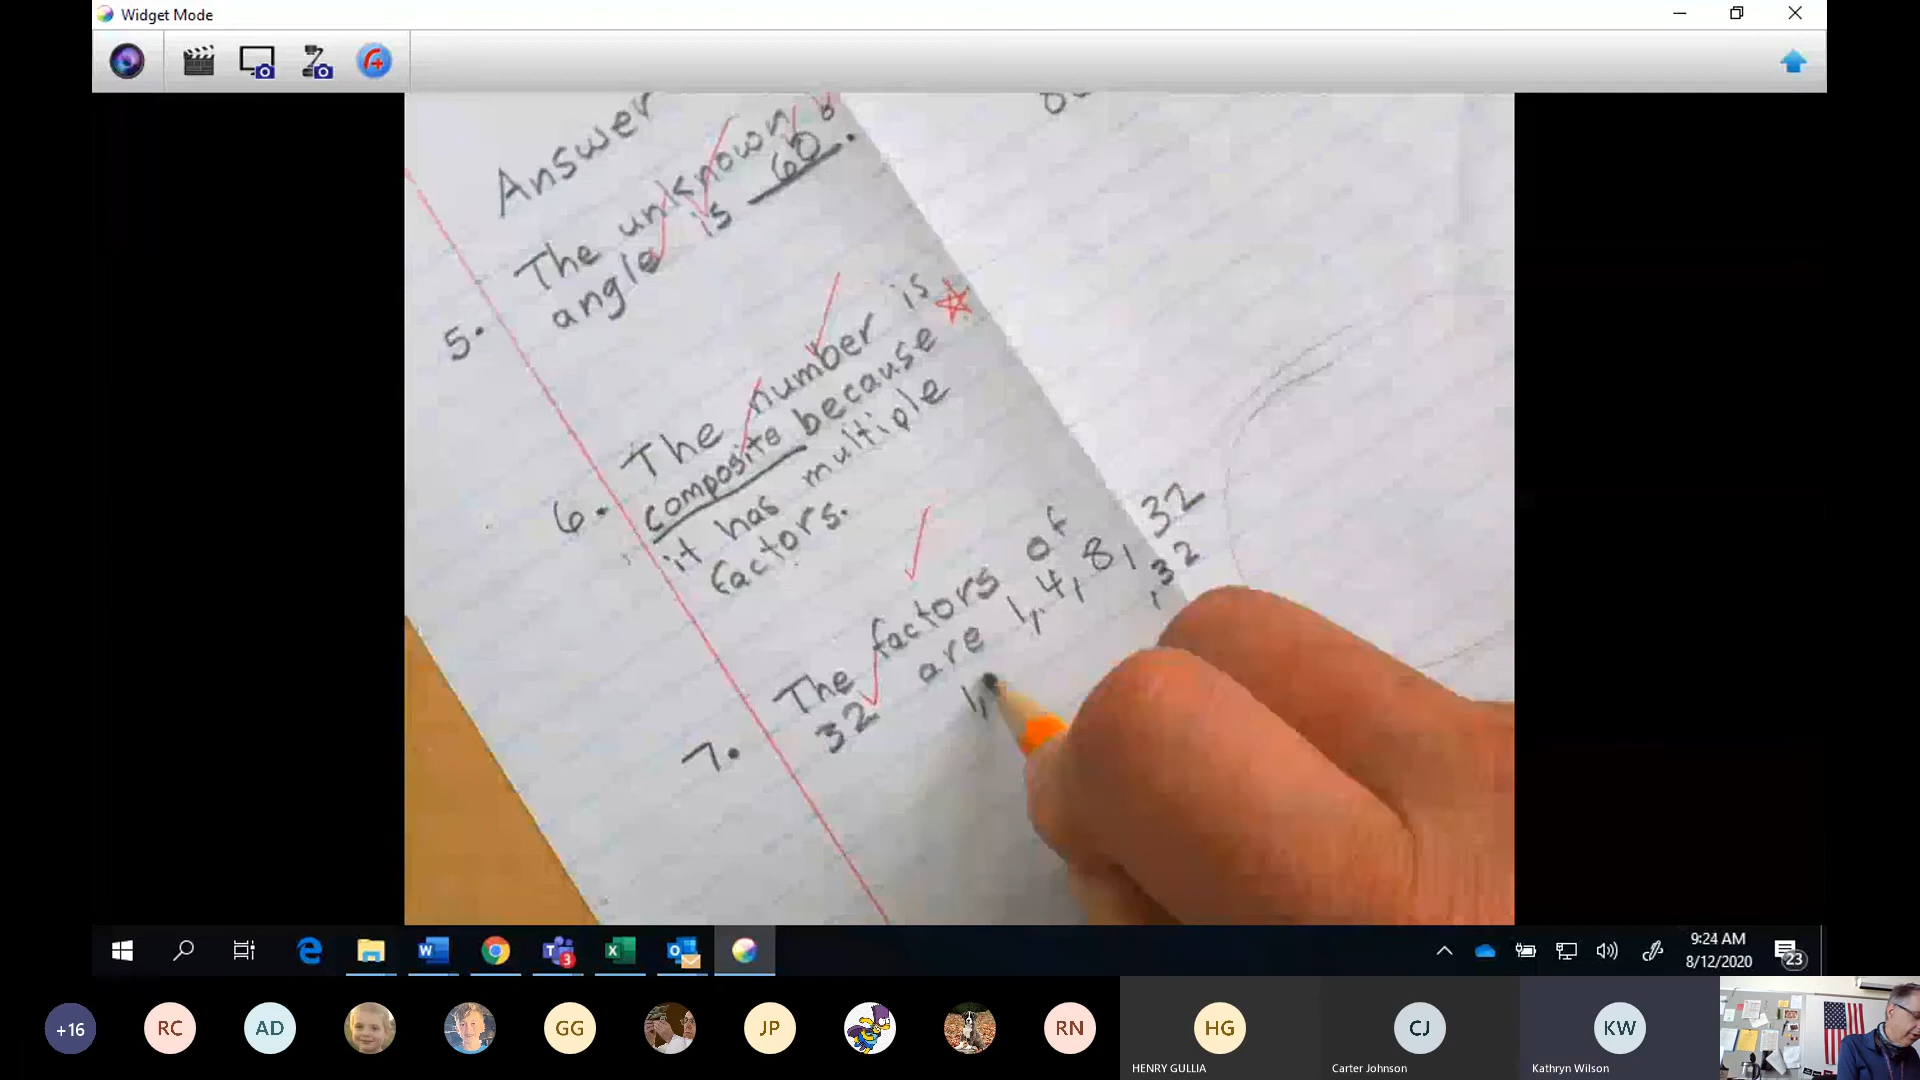 Widget Mode
Answer
The unknown
angle is 60.
5.
The number is
composite because
it has multiple
factors.
6.
The factors of
32 are 1, 4, 8, 32
, 32
1,
7.
9:24 AM
8/12/2020
23
3
+16
RC
AD
GG
JP
RN
HG
HENRY GULLIA
CJ
Carter Johnson
KW
Kathryn Wilson